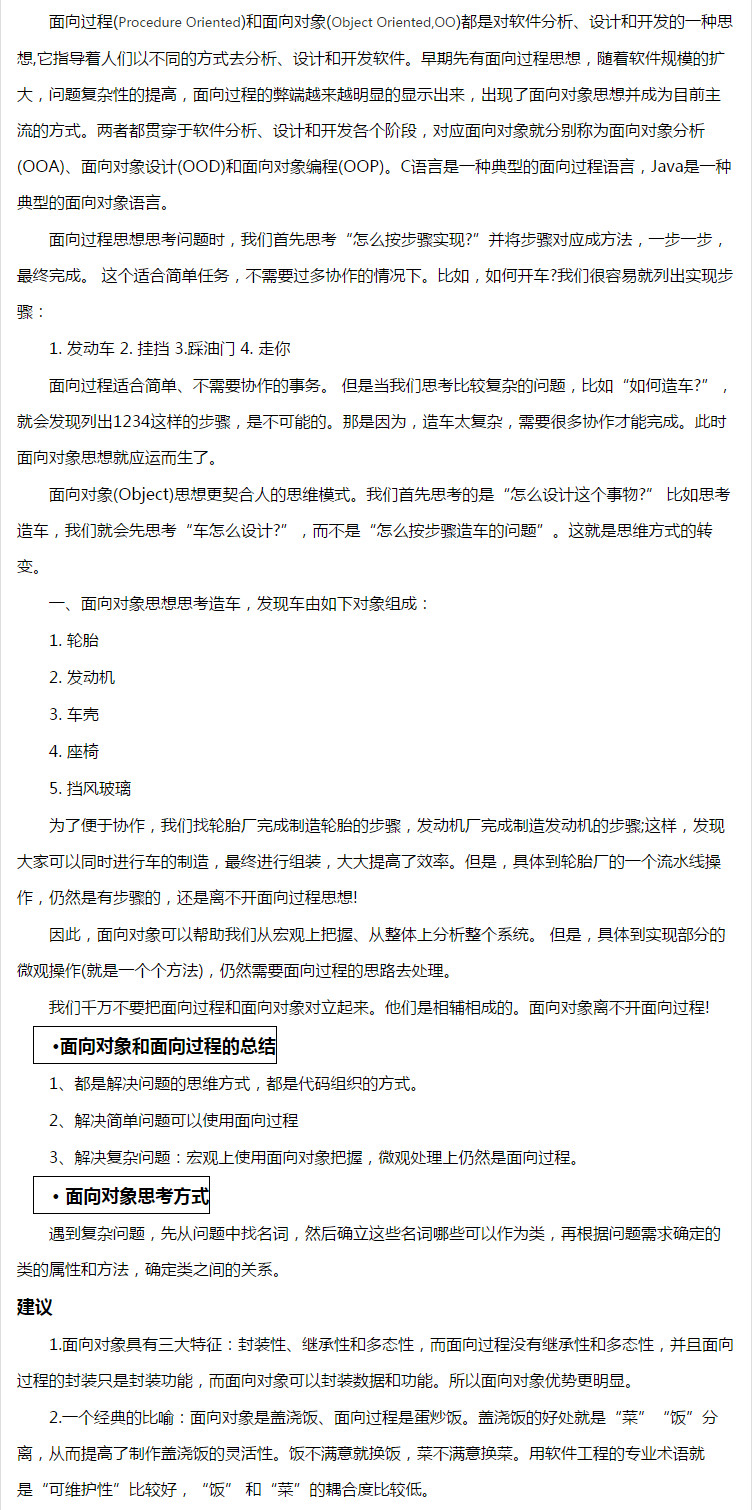 面向过程(Procedure Oriented)和面向对象(Object Oriented,OO)都是对软件分析、设计和开发的一种思
想,它指导着人们以不同的方式去分析、设计和开发软件。早期先有面向过程思想，随着软件规模的扩
大，问题复杂性的提高，面向过程的弊端越来越明显的显示出来，出现了面向对象思想并成为目前主
流的方式。两者都贯穿于软件分析、设计和开发各个阶段，对应面向对象就分别称为面向对象分析
(OOA)、面向对象设计(OOD)和面向对象编程(OOP)。C语言是一种典型的面向过程语言，Java是一种
典型的面向对象语言。
面向过程思想思考问题时，我们首先思考“怎么按步骤实现?”并将步骤对应成方法，一步一步，
最终完成。 这个适合简单任务，不需要过多协作的情况下。比如，如何开车?我们很容易就列出实现步
骤：
1. 发动车 2. 挂挡 3.踩油门 4. 走你
面向过程适合简单、不需要协作的事务。 但是当我们思考比较复杂的问题，比如“如何造车?”，
就会发现列出1234这样的步骤，是不可能的。那是因为，造车太复杂，需要很多协作才能完成。此时
面向对象思想就应运而生了。
面向对象(Object)思想更契合人的思维模式。我们首先思考的是“怎么设计这个事物?” 比如思考
造车，我们就会先思考“车怎么设计?”，而不是“怎么按步骤造车的问题”。这就是思维方式的转
变。
一、面向对象思想思考造车，发现车由如下对象组成：
1. 轮胎
2. 发动机
3. 车壳
4. 座椅
5. 挡风玻璃
为了便于协作，我们找轮胎厂完成制造轮胎的步骤，发动机厂完成制造发动机的步骤;这样，发现
大家可以同时进行车的制造，最终进行组装，大大提高了效率。但是，具体到轮胎厂的一个流水线操
作，仍然是有步骤的，还是离不开面向过程思想!
因此，面向对象可以帮助我们从宏观上把握、从整体上分析整个系统。 但是，具体到实现部分的
微观操作(就是一个个方法)，仍然需要面向过程的思路去处理。
我们千万不要把面向过程和面向对象对立起来。他们是相辅相成的。面向对象离不开面向过程!
•面向对象和面向过程的总结
1、都是解决问题的思维方式，都是代码组织的方式。
2、解决简单问题可以使用面向过程
3、解决复杂问题：宏观上使用面向对象把握，微观处理上仍然是面向过程。
• 面向对象思考方式
遇到复杂问题，先从问题中找名词，然后确立这些名词哪些可以作为类，再根据问题需求确定的
类的属性和方法，确定类之间的关系。
建议
1.面向对象具有三大特征：封装性、继承性和多态性，而面向过程没有继承性和多态性，并且面向
过程的封装只是封装功能，而面向对象可以封装数据和功能。所以面向对象优势更明显。
2.一个经典的比喻：面向对象是盖浇饭、面向过程是蛋炒饭。盖浇饭的好处就是“菜”“饭”分
离，从而提高了制作盖浇饭的灵活性。饭不满意就换饭，菜不满意换菜。用软件工程的专业术语就
是“可维护性”比较好，“饭” 和“菜”的耦合度比较低。